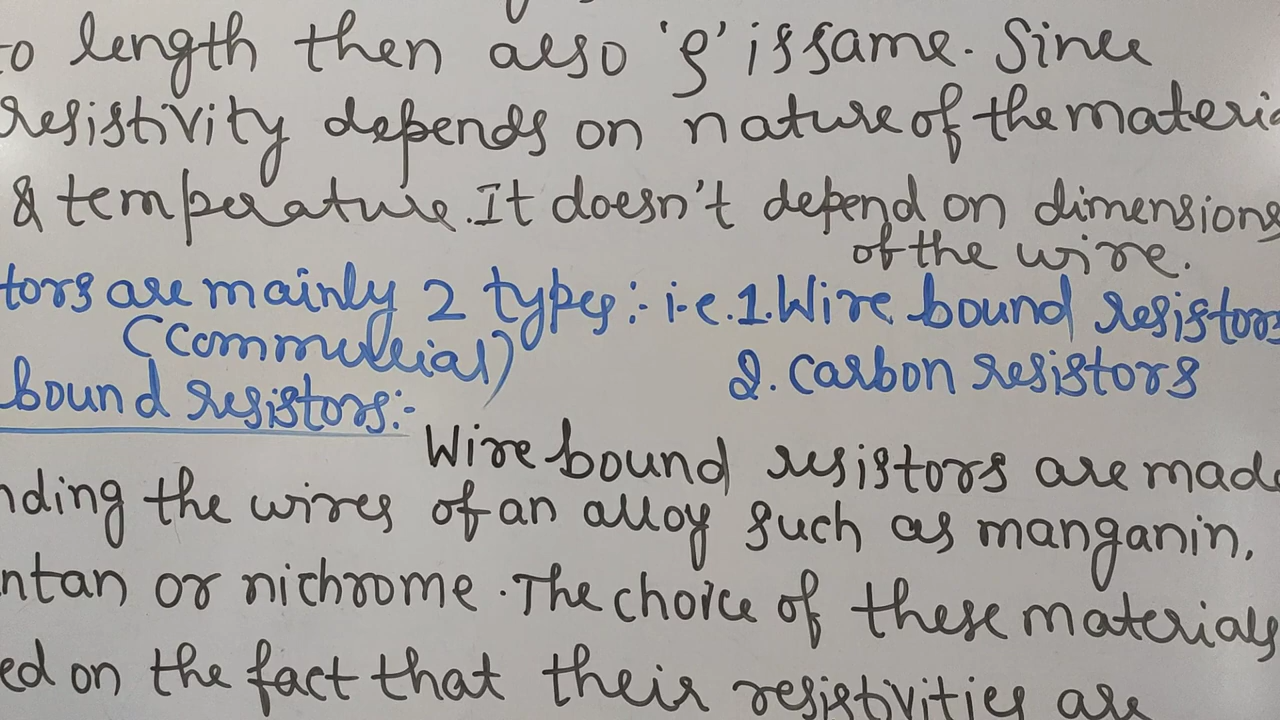 to length then also 'ρ' is same. Since
resistivity depends on nature of the materia
& temperature. It doesn't depend on dimensions
of the wire.
tors are mainly 2 types:- i.e. 1. Wire bound resistors
(Commercial)
2. carbon resistors
bound resistors:-
Wire bound resistors are made
nding the wires of an alloy such as manganin,
ntan or nichrome. The choice of these materials
ed on the fact that their resistivities are